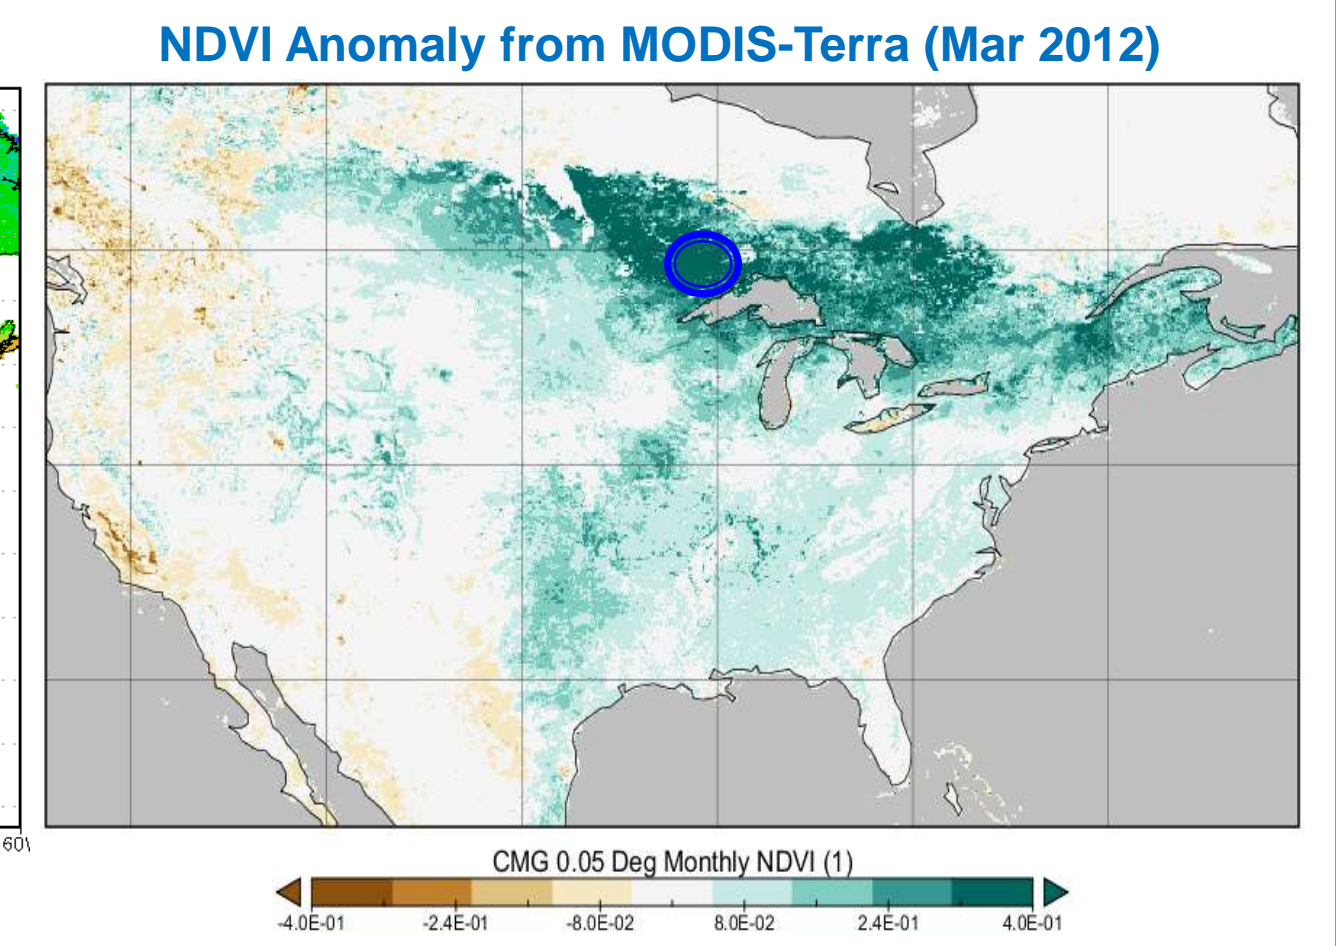 NDVI Anomaly from MODIS-Terra (Mar 2012)
60\
CMG 0.05 Deg Monthly NDVI (1)
-4.0E-01 -2.4E-01 -8.0E-02 8.0E-02 2.4E-01 4.0E-01